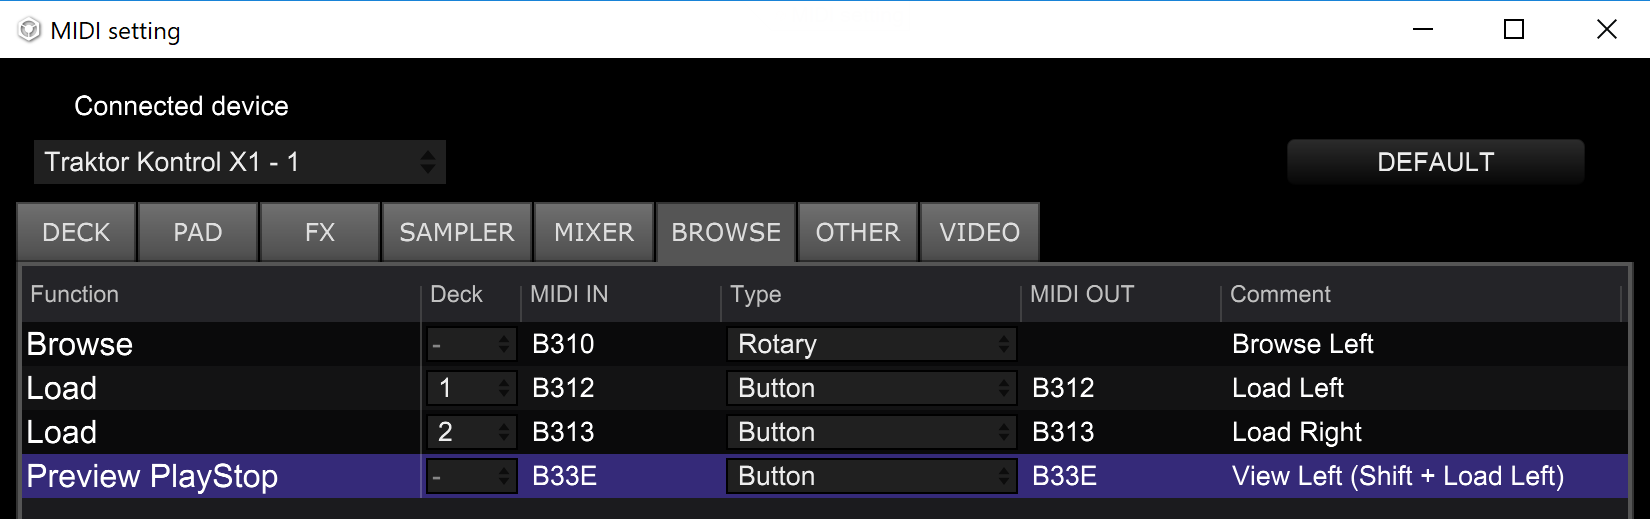 MIDI setting
Connected device
Traktor Kontrol X1 - 1
DEFAULT
DECK PAD FX SAMPLER MIXER BROWSE OTHER VIDEO
Function Deck MIDI IN Type MIDI OUT Comment
Browse - B310 Rotary Browse Left
Load 1 B312 Button B312 Load Left
Load 2 B313 Button B313 Load Right
Preview PlayStop - B33E Button B33E View Left (Shift + Load Left)